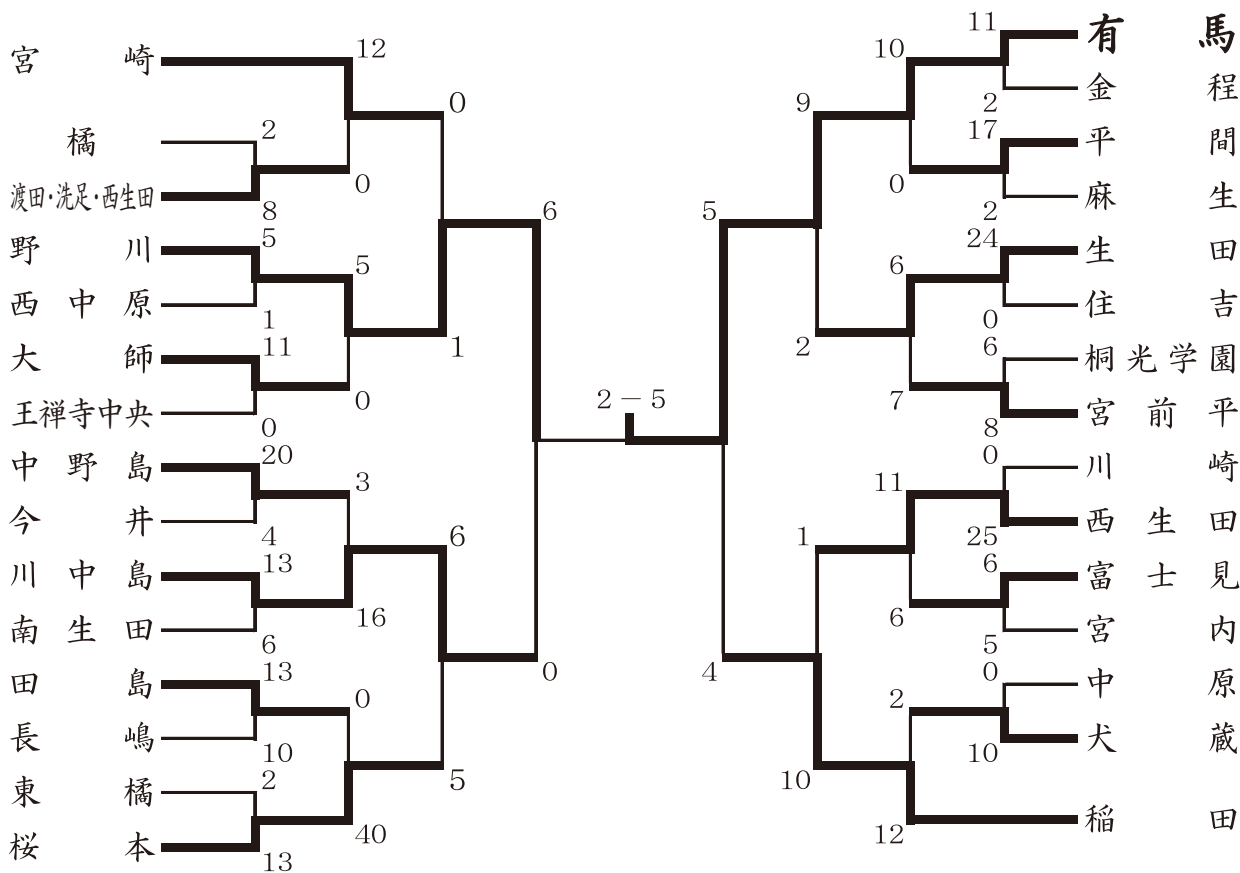 宮崎
橘
渡田・洗足・西生田
野川
西中原
大師
王禅寺中央
中野島
今井
川中島
南生田
田島
長嶋
東橘
桜本
2
8
5
1
11
0
20
4
13
6
13
10
2
13
12
0
5
0
3
16
0
40
0
1
6
5
6
0
2－5
5
4
9
2
1
10
10
0
6
7
11
6
2
12
11
2
17
2
24
0
6
8
0
25
6
5
0
10
有馬
金程
平間
麻生
生田
住吉
桐光学園
宮前平
川崎
西生田
富士見
宮内
中原
犬蔵
稲田